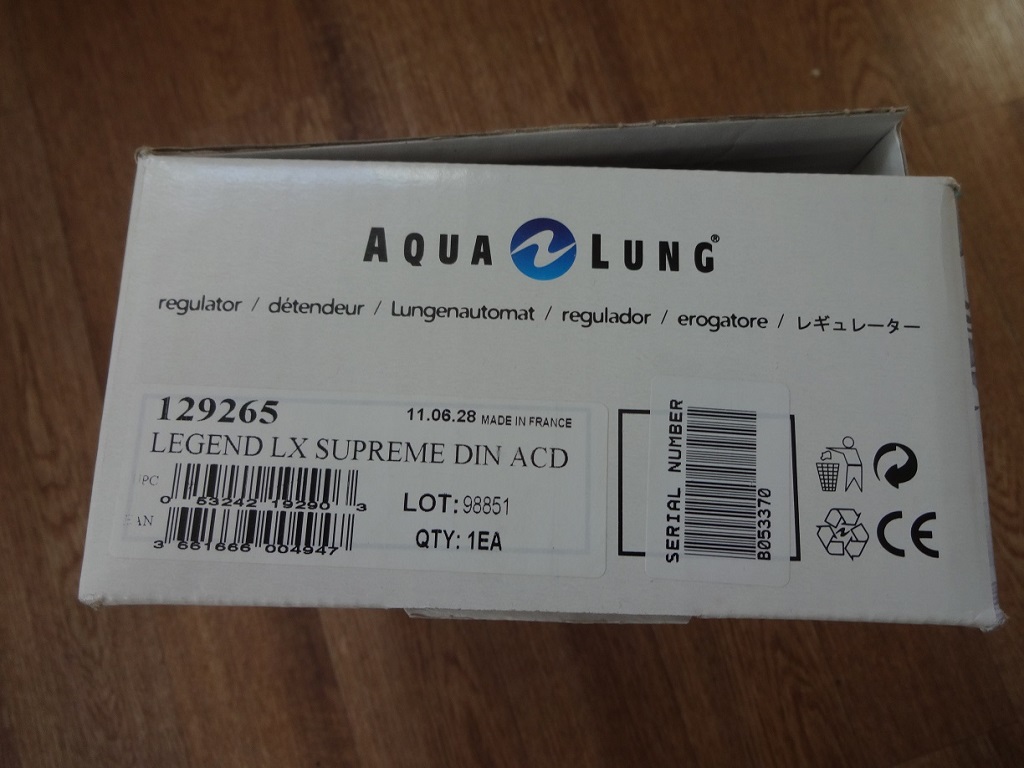 AQUA LUNG®
regulator / détendeur / Lungenautomat / regulador / erogatore / レギュレーター
129265
11.06.28 MADE IN FRANCE
LEGEND LX SUPREME DIN ACD
PC
0 63242 19290 3
LOT: 98851
AN
3 661666 004947
QTY: 1EA
SERIAL NUMBER
B053370
CE